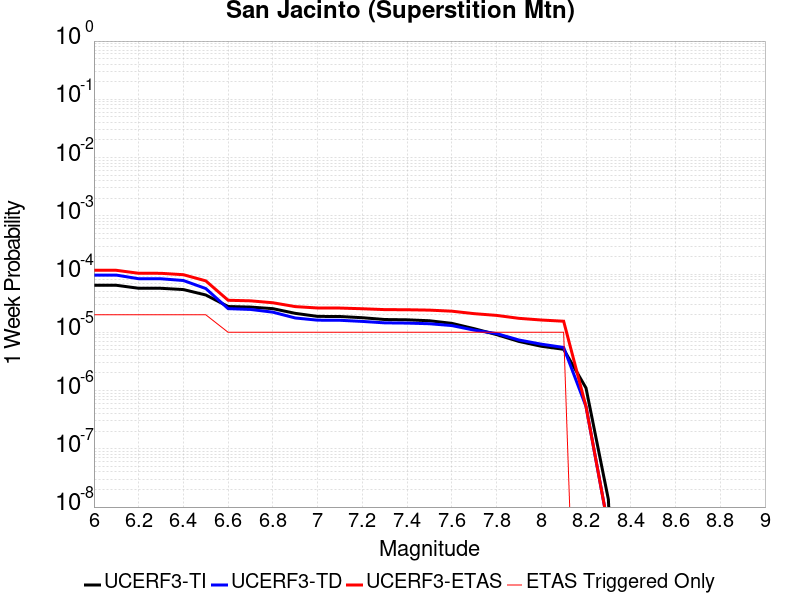 San Jacinto (Superstition Mtn)
10^0
10^-1
10^-2
10^-3
10^-4
10^-5
10^-6
10^-7
10^-8
1 Week Probability
6 6.2 6.4 6.6 6.8 7 7.2 7.4 7.6 7.8 8 8.2 8.4 8.6 8.8 9
Magnitude
UCERF3-TI UCERF3-TD UCERF3-ETAS ETAS Triggered Only